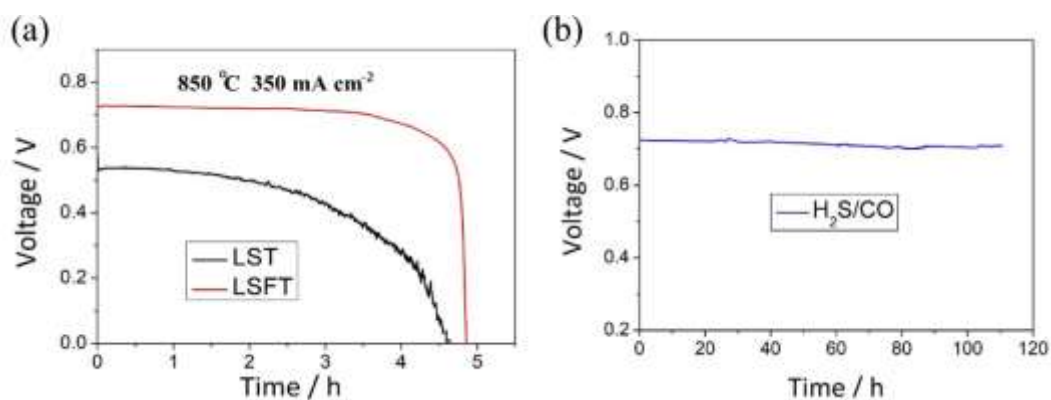 (a)
850 °C 350 mA cm-2
Voltage / V
0.8
0.6
0.4
0.2
0.0
LST
LSFT
0 1 2 3 4 5
Time / h
(b)
Voltage / V
1.0
0.8
0.6
0.4
0.2
H2S/CO
0 20 40 60 80 100 120
Time / h